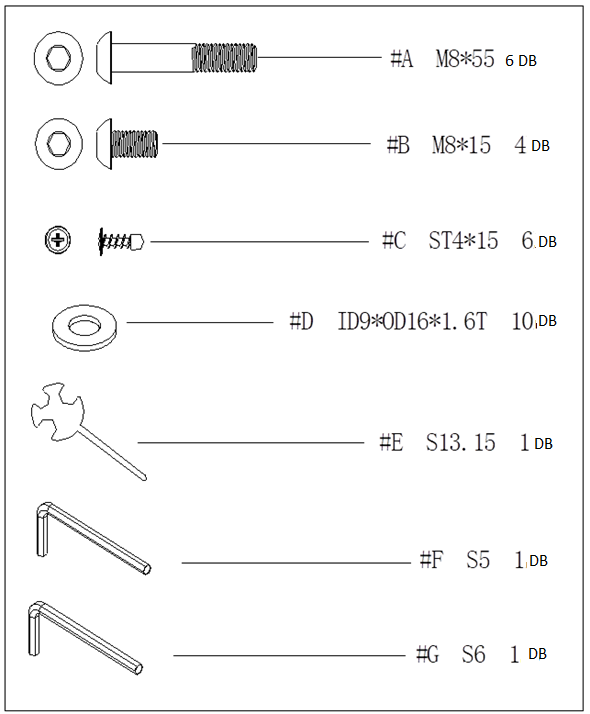 #A M8*55 6 DB
#B M8*15 4 DB
#C ST4*15 6 DB
#D ID9*OD16*1.6T 10 DB
#E S13.15 1 DB
#F S5 1 DB
#G S6 1 DB